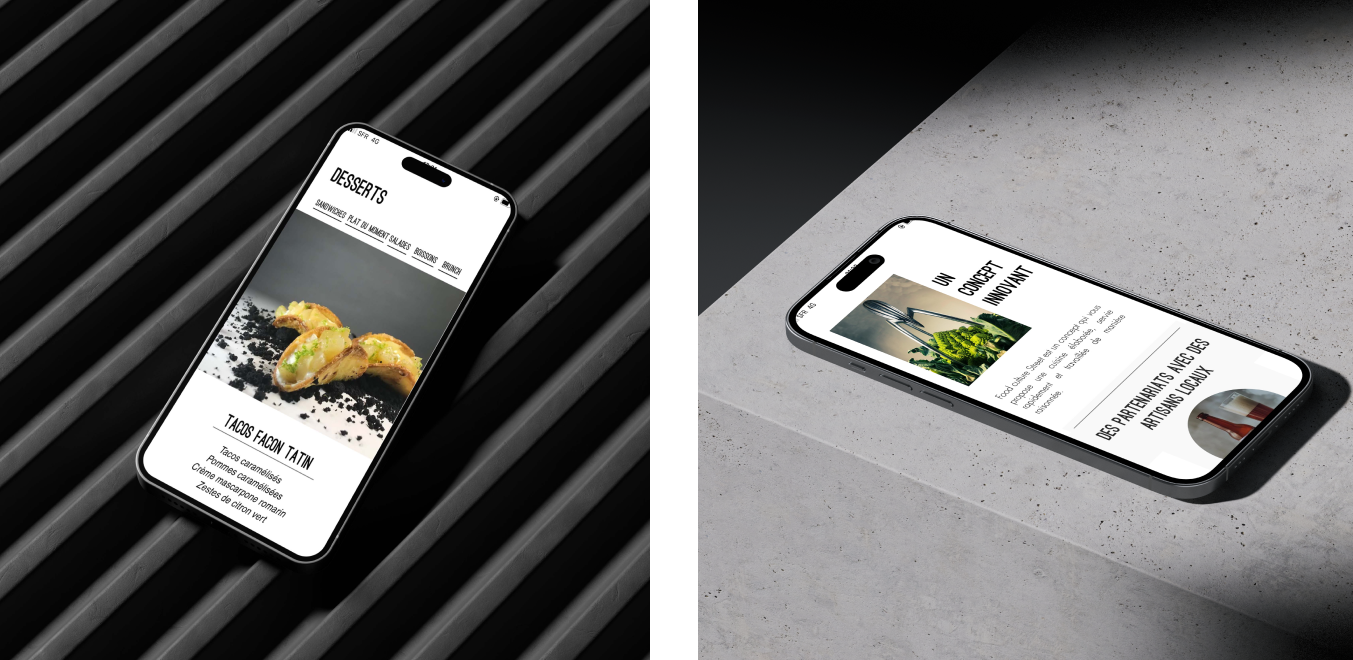 SFR 4G
DESSERTS
SANDWICHES PLAT DU MOMENT SALADES BOISSONS BRUNCH
TACOS FACON TATIN
Tacos caramélisés
Pommes caramélisées
Crème mascarpone romarin
Zestes de citron vert
SFR 4G
UN
CONCEPT
INNOVANT
Food culture Street est un concept qui vous
propose une cuisine élaborée, servie
rapidement et travaillée de manière
raisonnée.
DES PARTENARIATS AVEC DES
ARTISANS LOCAUX